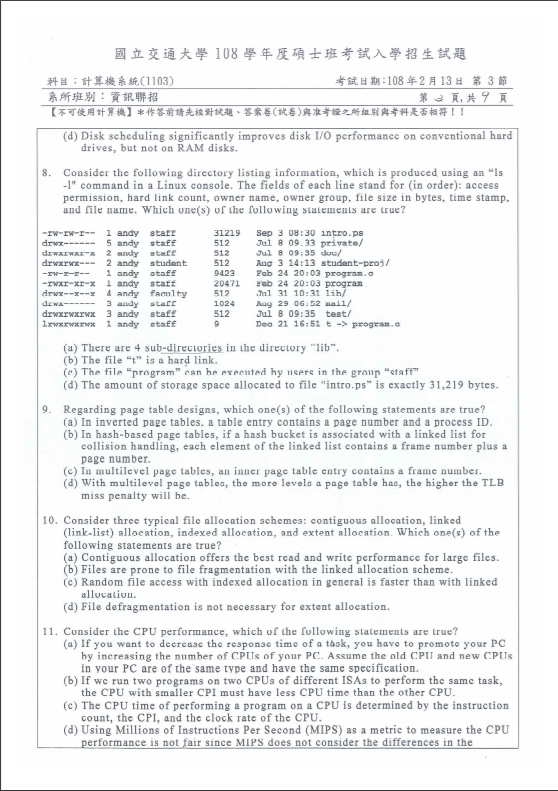 國立交通大學 108 學年度碩士班考試入學招生試題
科目：計算機系統(1103) 考試日期：108 年 2 月 13 日 第 3 節
系所班別：資訊聯招 第 3 頁,共 9 頁
【不可使用計算機】*作答前請先核對試題、答案卷(試卷)與准考證之所組別與考科是否相符！！
(d) Disk scheduling significantly improves disk I/O performance on conventional hard
drives, but not on RAM disks.
8. Consider the following directory listing information, which is produced using an "ls
-l" command in a Linux console. The fields of each line stand for (in order): access
permission, hard link count, owner name, owner group, file size in bytes, time stamp,
and file name. Which one(s) of the following statements are true?
-rw-rw-r-- 1 andy staff 31219 Sep 3 08:30 intro.ps
drwx------ 5 andy staff 512 Jul 8 09.33 private/
drwxrwxr-x 2 andy staff 512 Jul 8 09:35 doc/
drwxrwx--- 2 andy student 512 Aug 3 14:13 student-proj/
-rw-r--r-- 1 andy staff 9423 Feb 24 20:03 program.c
-rwxr-xr-x 1 andy staff 20471 Feb 24 20:03 program
drwx--x--x 4 andy faculty 512 Jul 31 10:31 lib/
drwx------ 3 andy staff 1024 Aug 29 06:52 mail/
drwxrwxrwx 3 andy staff 512 Jul 8 09:35 test/
lrwxrwxrwx 1 andy staff 9 Dec 21 16:51 t -> program.c
(a) There are 4 sub-directories in the directory "lib".
(b) The file "t" is a hard link.
(c) The file "program" can be executed by users in the group "staff"
(d) The amount of storage space allocated to file "intro.ps" is exactly 31,219 bytes.
9. Regarding page table designs, which one(s) of the following statements are true?
(a) In inverted page tables. a table entry contains a page number and a process ID.
(b) In hash-based page tables, if a hash bucket is associated with a linked list for
collision handling, each element of the linked list contains a frame number plus a
page number.
(c) In multilevel page tables, an inner page table entry contains a frame number.
(d) With multilevel page tables, the more levels a page table has, the higher the TLB
miss penalty will be.
10. Consider three typical file allocation schemes: contiguous allocation, linked
(link-list) allocation, indexed allocation, and extent allocation. Which one(s) of the
following statements are true?
(a) Contiguous allocation offers the best read and write performance for large files.
(b) Files are prone to file fragmentation with the linked allocation scheme.
(c) Random file access with indexed allocation in general is faster than with linked
allocation.
(d) File defragmentation is not necessary for extent allocation.
11. Consider the CPU performance, which of the following statements are true?
(a) If you want to decrease the response time of a task, you have to promote your PC
by increasing the number of CPUs of your PC. Assume the old CPU and new CPUs
in your PC are of the same type and have the same specification.
(b) If we run two programs on two CPUs of different ISAs to perform the same task,
the CPU with smaller CPI must have less CPU time than the other CPU.
(c) The CPU time of performing a program on a CPU is determined by the instruction
count, the CPI, and the clock rate of the CPU.
(d) Using Millions of Instructions Per Second (MIPS) as a metric to measure the CPU
performance is not fair since MIPS does not consider the differences in the